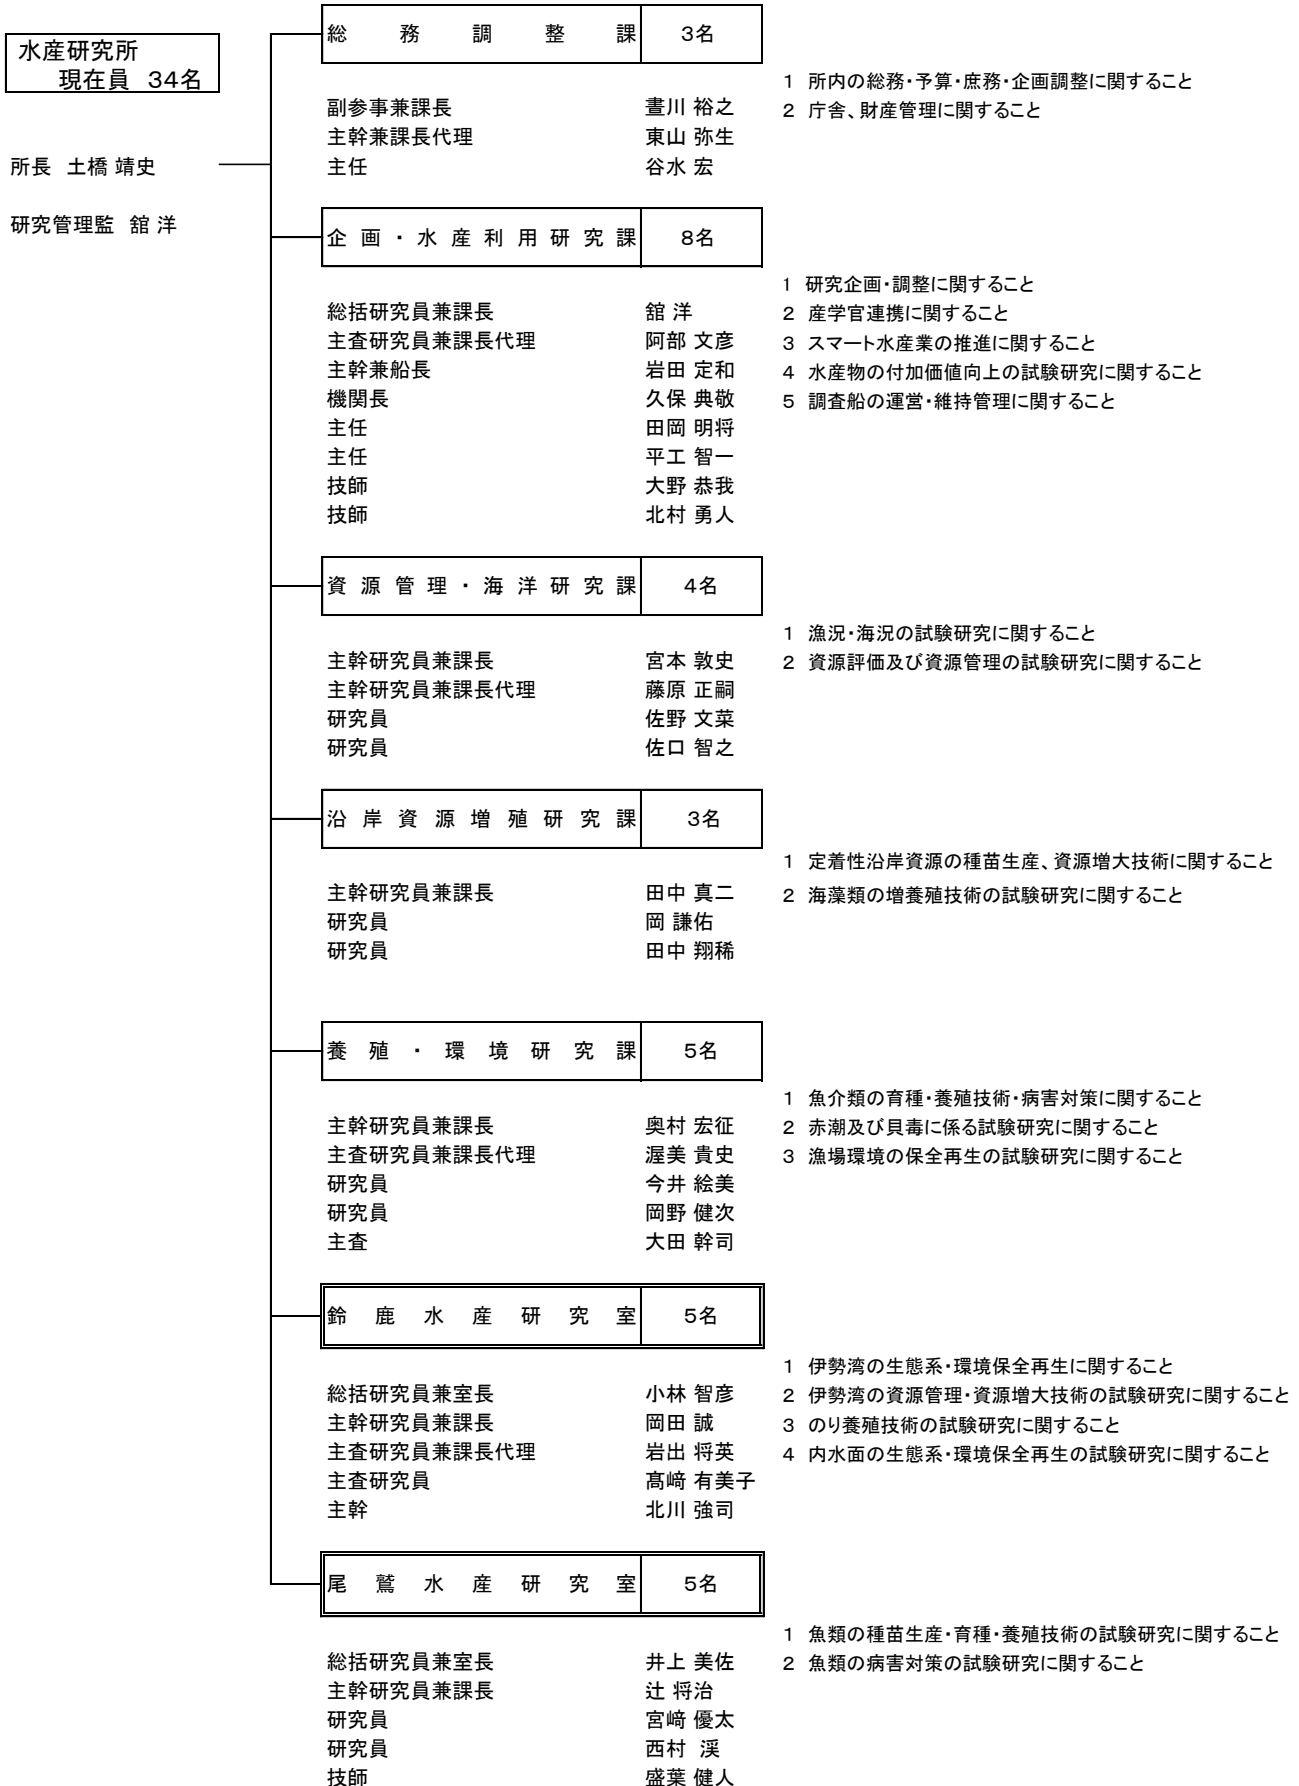 水産研究所
現在員　34名
所長　土橋 靖史
研究管理監　舘 洋
総務調整課　3名
1　所内の総務・予算・庶務・企画調整に関すること
副参事兼課長　晝川 裕之　2　庁舎、財産管理に関すること
主幹兼課長代理　東山 弥生
主任　谷水 宏
企画・水産利用研究課　8名
1　研究企画・調整に関すること
総括研究員兼課長　舘 洋　2　産学官連携に関すること
主査研究員兼課長代理　阿部 文彦　3　スマート水産業の推進に関すること
主幹兼船長　岩田 定和　4　水産物の付加価値向上の試験研究に関すること
機関長　久保 典敬　5　調査船の運営・維持管理に関すること
主任　田岡 明将
主任　平工 智一
技師　大野 恭我
技師　北村 勇人
資源管理・海洋研究課　4名
1　漁況・海況の試験研究に関すること
主幹研究員兼課長　宮本 敦史　2　資源評価及び資源管理の試験研究に関すること
主幹研究員兼課長代理　藤原 正嗣
研究員　佐野 文菜
研究員　佐口 智之
沿岸資源増殖研究課　3名
1　定着性沿岸資源の種苗生産、資源増大技術に関すること
主幹研究員兼課長　田中 真二　2　海藻類の増養殖技術の試験研究に関すること
研究員　岡 謙佑
研究員　田中 翔稀
養殖・環境研究課　5名
1　魚介類の育種・養殖技術・病害対策に関すること
主幹研究員兼課長　奥村 宏征　2　赤潮及び貝毒に係る試験研究に関すること
主査研究員兼課長代理　渥美 貴史　3　漁場環境の保全再生の試験研究に関すること
研究員　今井 絵美
研究員　岡野 健次
主査　大田 幹司
鈴鹿水産研究室　5名
1　伊勢湾の生態系・環境保全再生に関すること
総括研究員兼室長　小林 智彦　2　伊勢湾の資源管理・資源増大技術の試験研究に関すること
主幹研究員兼課長　岡田 誠　3　のり養殖技術の試験研究に関すること
主査研究員兼課長代理　岩出 将英　4　内水面の生態系・環境保全再生の試験研究に関すること
主査研究員　髙﨑 有美子
主幹　北川 強司
尾鷲水産研究室　5名
1　魚類の種苗生産・育種・養殖技術の試験研究に関すること
総括研究員兼室長　井上 美佐　2　魚類の病害対策の試験研究に関すること
主幹研究員兼課長　辻 将治
研究員　宮﨑 優太
研究員　西村 渓
技師　盛葉 健人